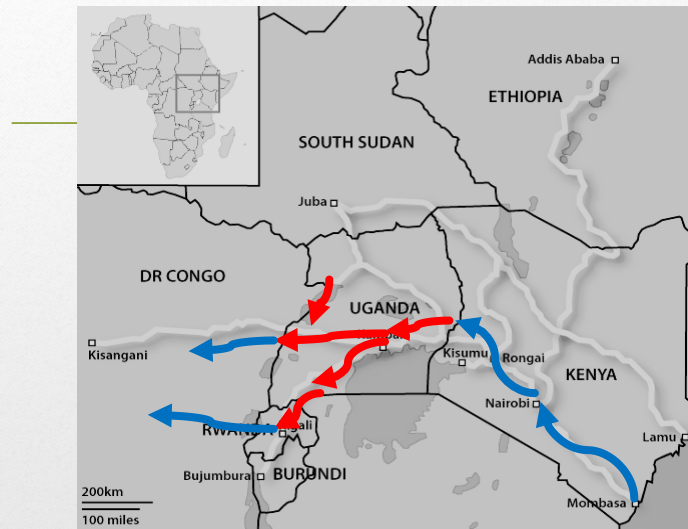 Addis Ababa
ETHIOPIA
SOUTH SUDAN
Juba
DR CONGO
UGANDA
Kisangani
Kisumu
Rongai
KENYA
Nairobi
RWANDA
Lamu
Bujumbura
BURUNDI
200km
100 miles
Mombasa